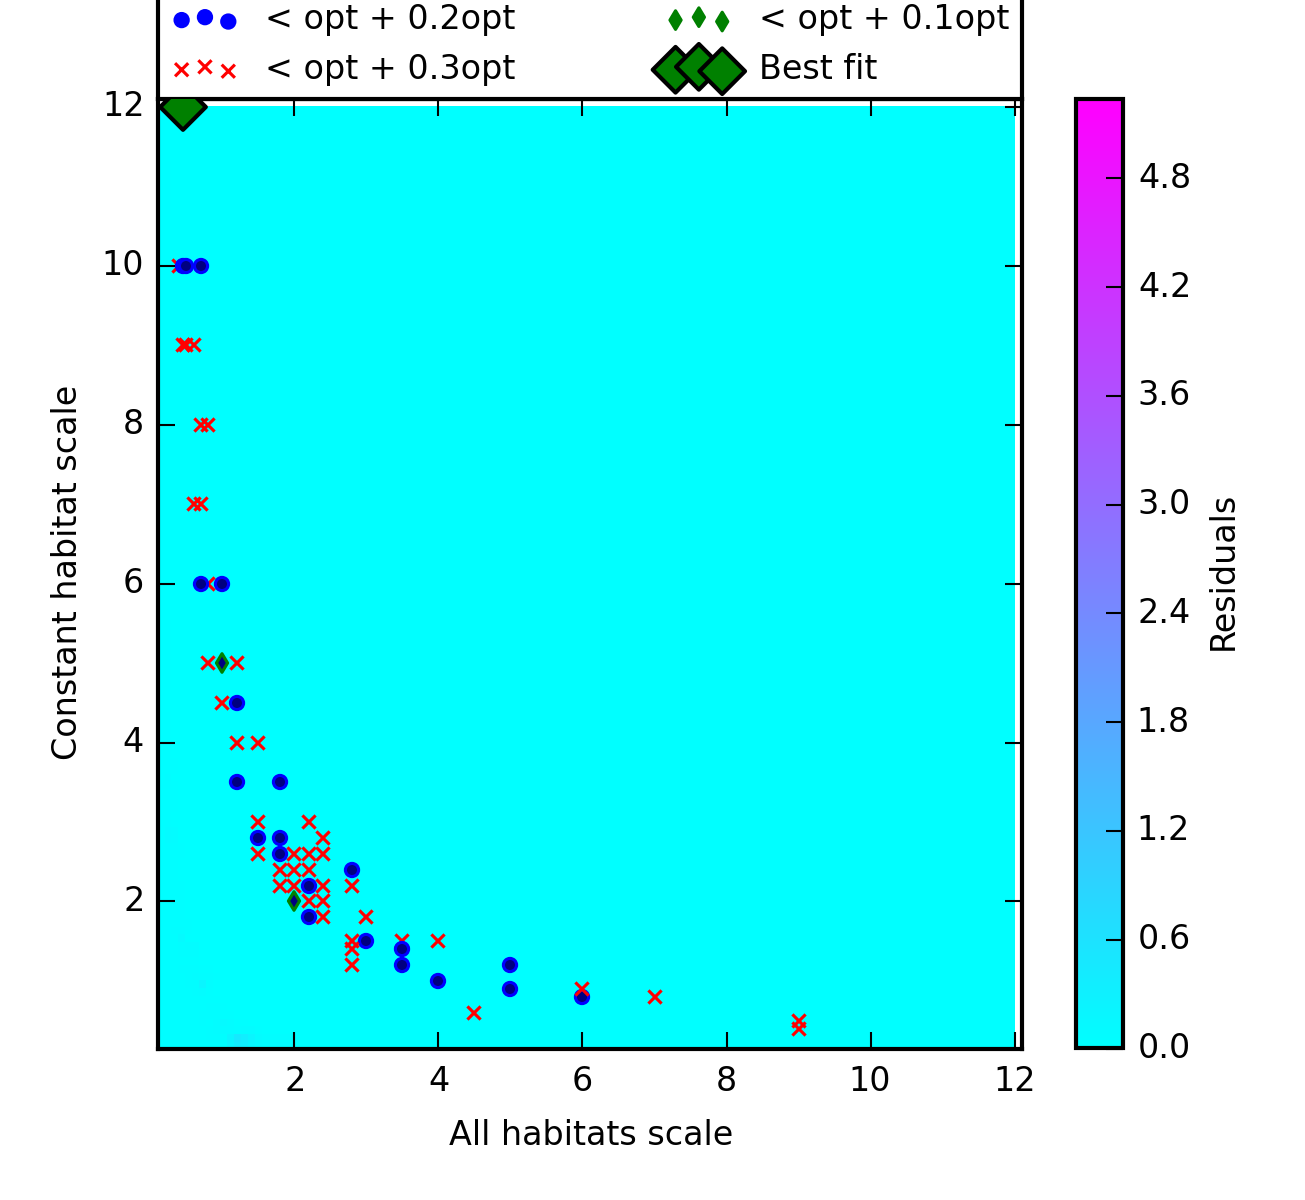 < opt + 0.2opt < opt + 0.1opt
< opt + 0.3opt Best fit
12
10
8
6
4
2
Constant habitat scale
2 4 6 8 10 12
All habitats scale
4.8
4.2
3.6
3.0
2.4
1.8
1.2
0.6
0.0
Residuals